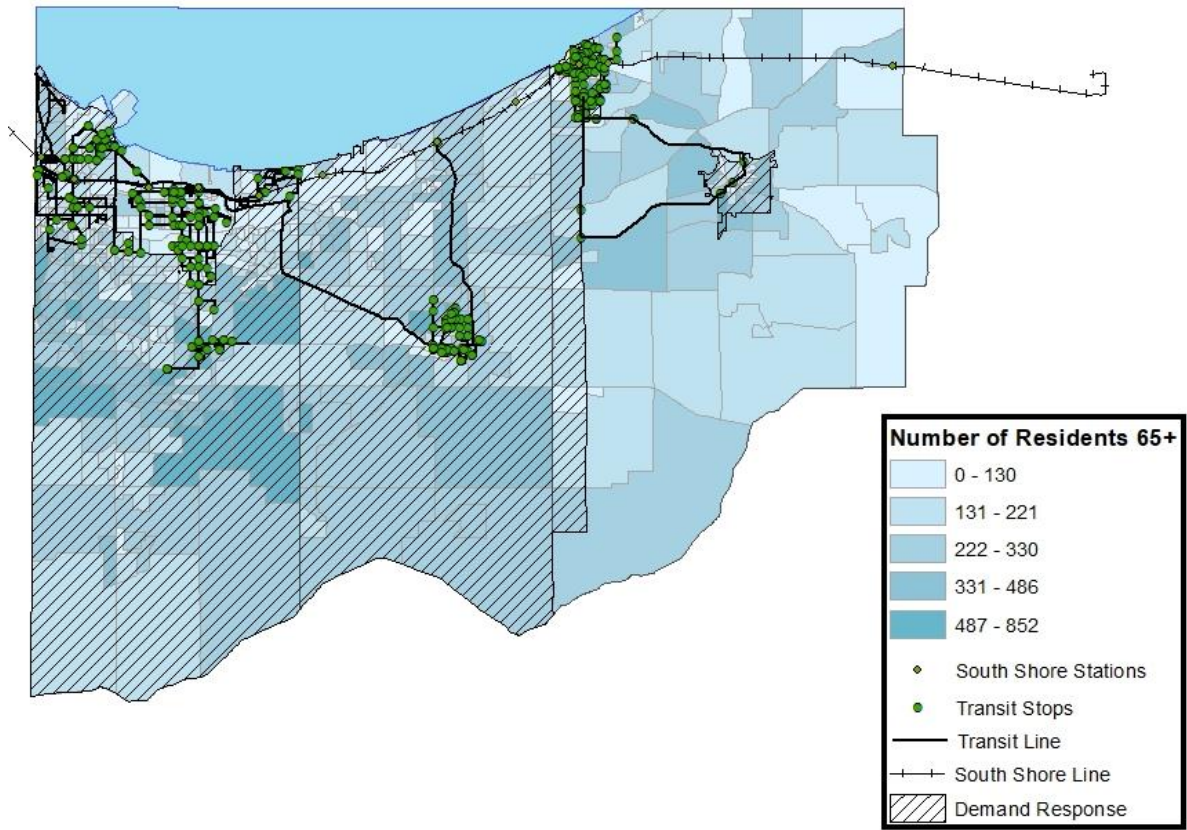 Number of Residents 65+
0 - 130
131 - 221
222 - 330
331 - 486
487 - 852
South Shore Stations
Transit Stops
Transit Line
South Shore Line
Demand Response